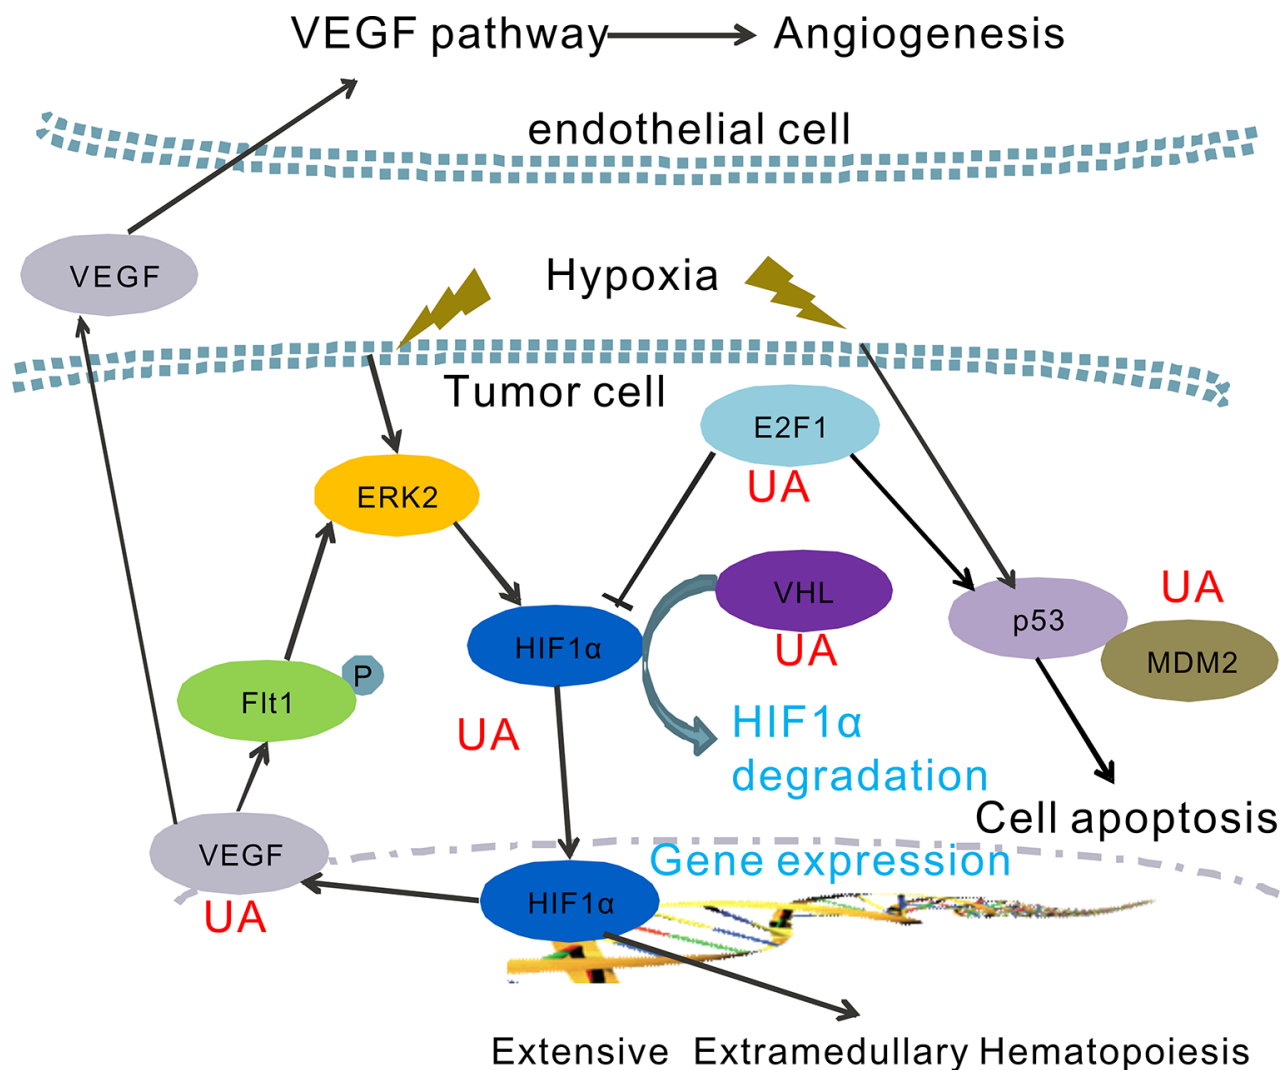 VEGF pathway
Angiogenesis
endothelial cell
VEGF
Hypoxia
Tumor cell
E2F1
UA
ERK2
VHL
UA
UA
p53
MDM2
HIF1α
Flt1
P
UA
HIF1α
degradation
Cell apoptosis
VEGF
UA
Gene expression
HIF1α
Extensive Extramedullary Hematopoiesis